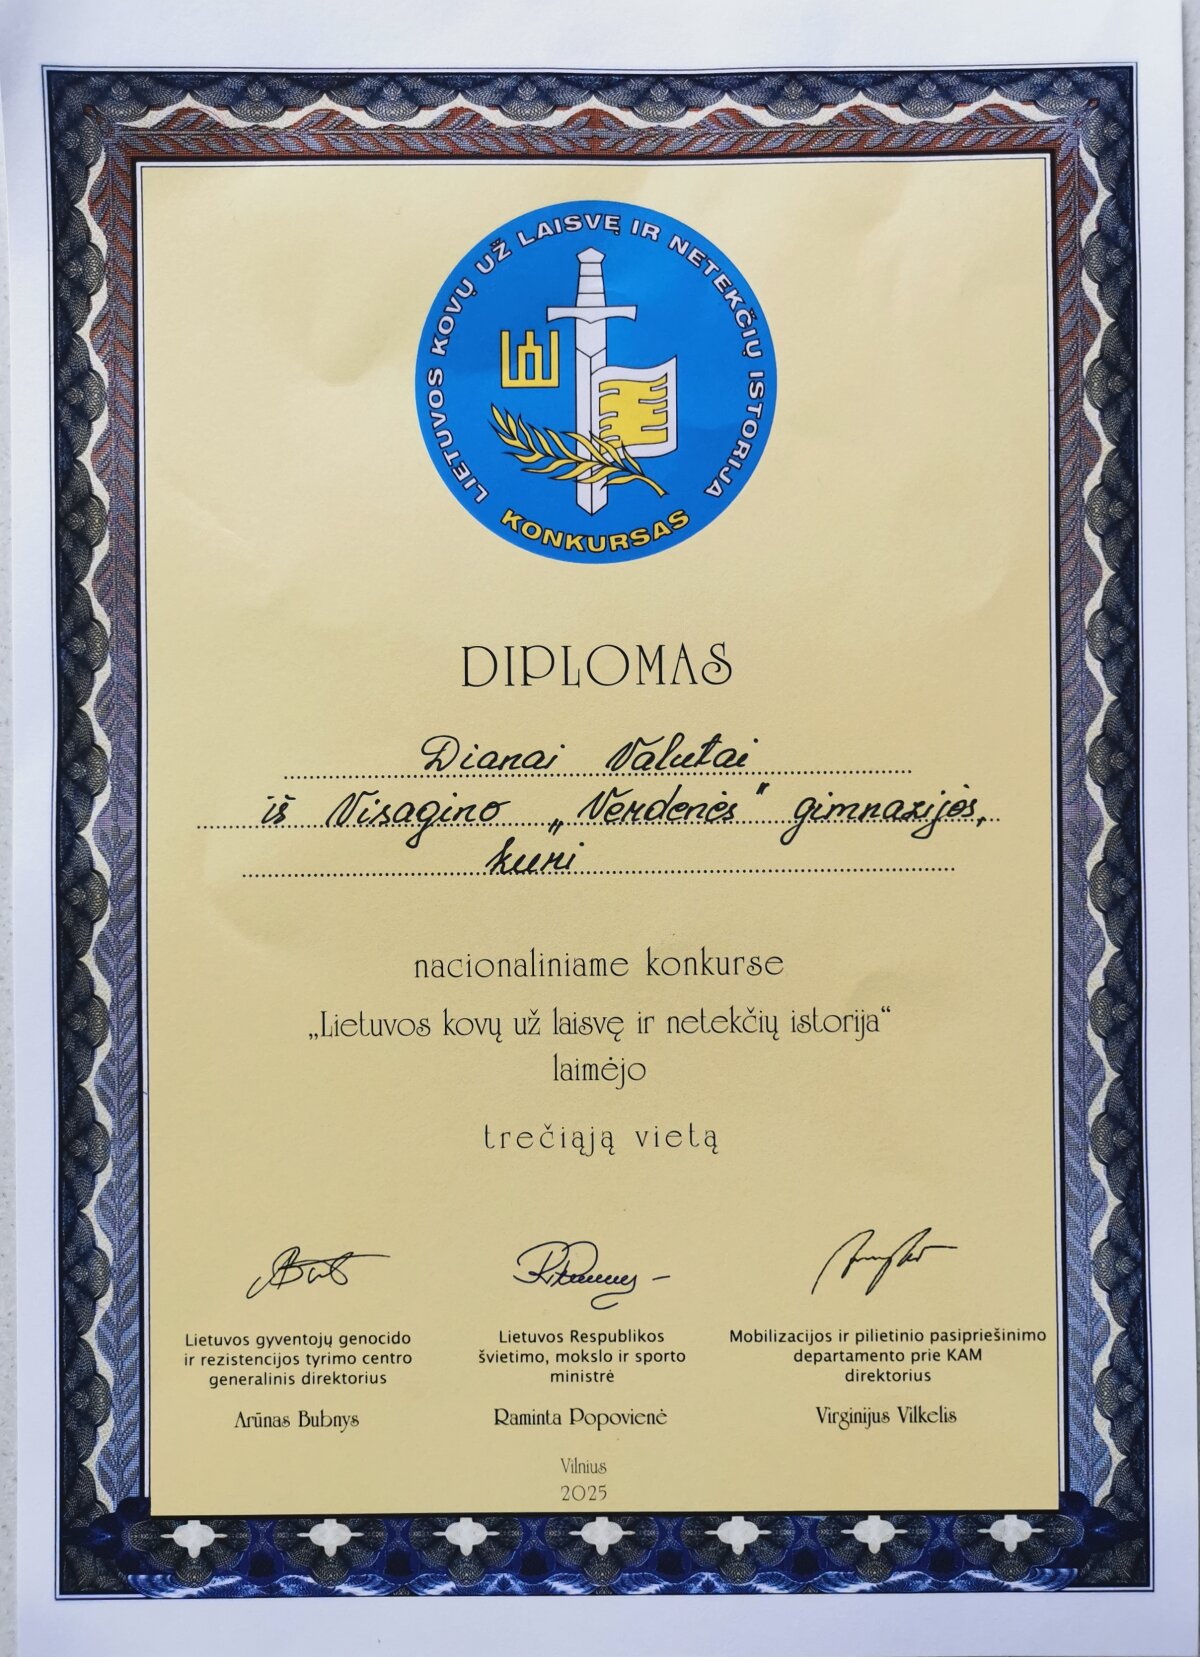 LIETUVOS KOVŲ UŽ LAISVĘ IR NETEKČIŲ ISTORIJA
KONKURSAS
DIPLOMAS
Dianai Valutai
iš Visagino „Verdenės“ gimnazijos,
kuri
nacionaliniame konkurse
„Lietuvos kovų už laisvę ir netekčių istorija“
laimėjo
trečiąją vietą
Lietuvos gyventojų genocido
ir rezistencijos tyrimo centro
generalinis direktorius
Arūnas Bubnys
Lietuvos Respublikos
švietimo, mokslo ir sporto
ministrė
Raminta Popovienė
Mobilizacijos ir pilietinio pasipriešinimo
departamento prie KAM
direktorius
Virginijus Vilkelis
Vilnius
2025